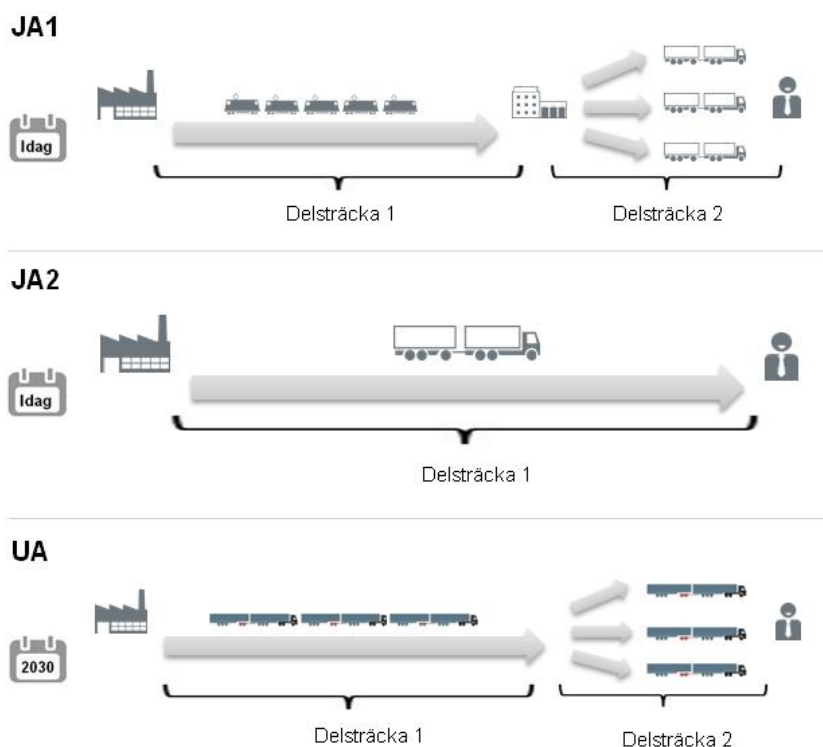 JA1
Idag
Delsträcka 1
Delsträcka 2
JA2
Idag
Delsträcka 1
UA
2030
Delsträcka 1
Delsträcka 2